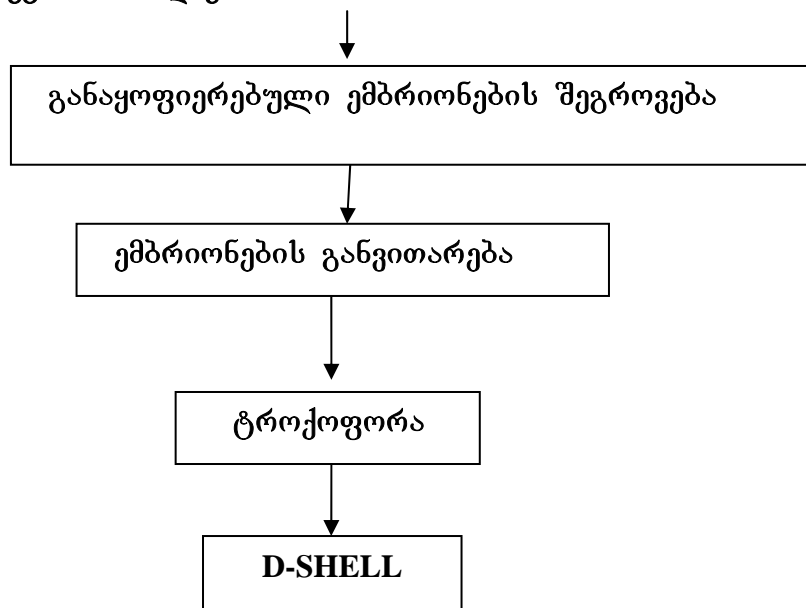 განაყოფიერებული ემბრიონების შეგროვება
ემბრიონების განვითარება
ტროქოფორა
D-SHELL